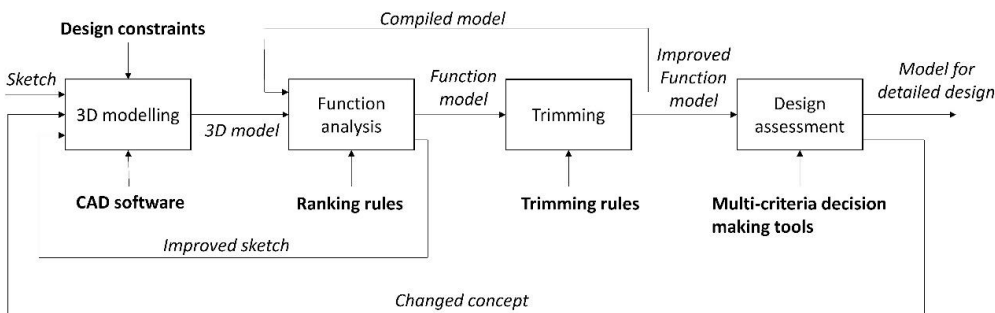 Compiled model
Design constraints
Sketch
3D modelling
3D model
CAD software
Function
analysis
Ranking rules
Improved sketch
Function
model
Trimming
Trimming rules
Improved
Function
model
Design
assessment
Multi-criteria decision
making tools
Model for
detailed design
Changed concept